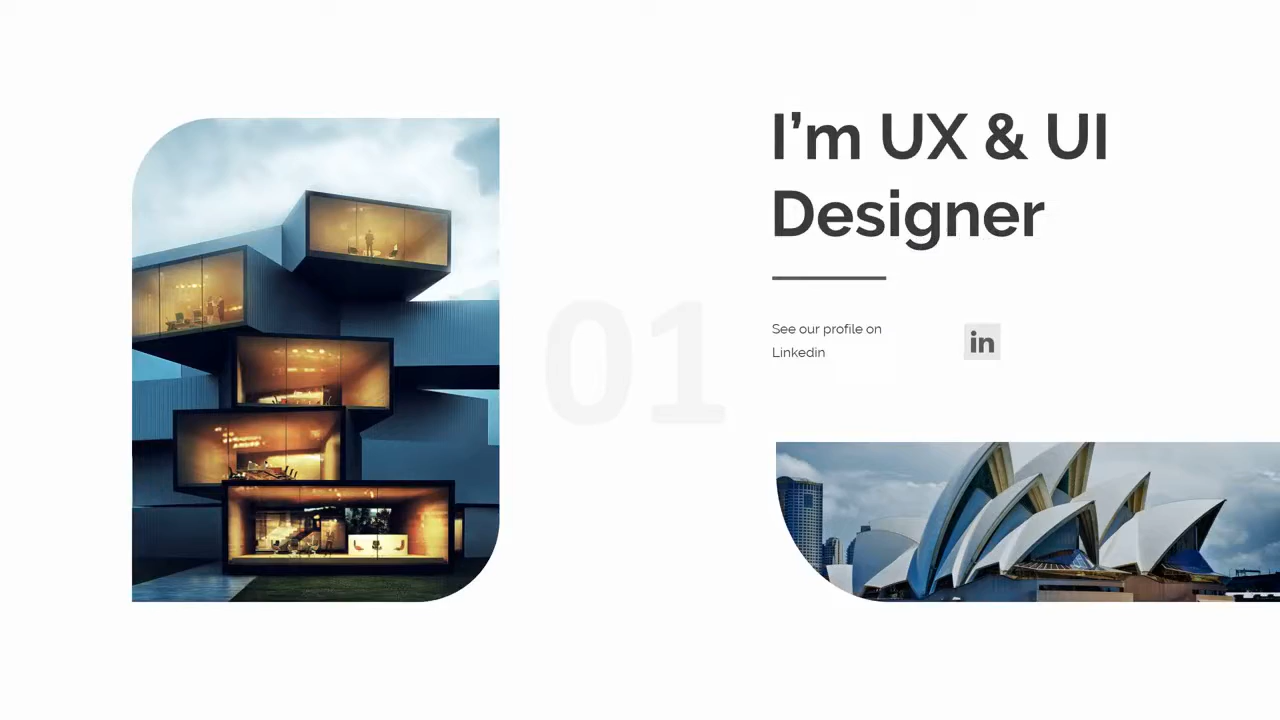 01
I’m UX & UI
Designer
See our profile on
Linkedin
in